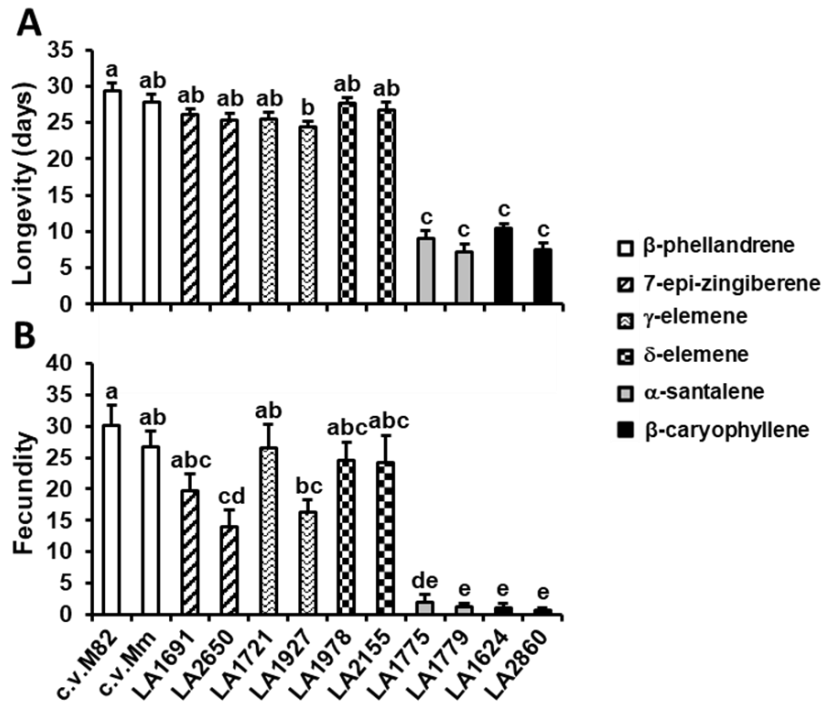 A
Longevity (days)
35
30
25
20
15
10
5
0
a ab ab ab ab b ab ab c c c c
B
Fecundity
40
35
30
25
20
15
10
5
0
a ab abc cd ab bc abc abc de e e e
c.v.M82 c.v.Mm LA1691 LA2650 LA1721 LA1927 LA1978 LA2155 LA1775 LA1779 LA1624 LA2860
β-phellandrene
7-epi-zingiberene
γ-elemene
δ-elemene
α-santalene
β-caryophyllene